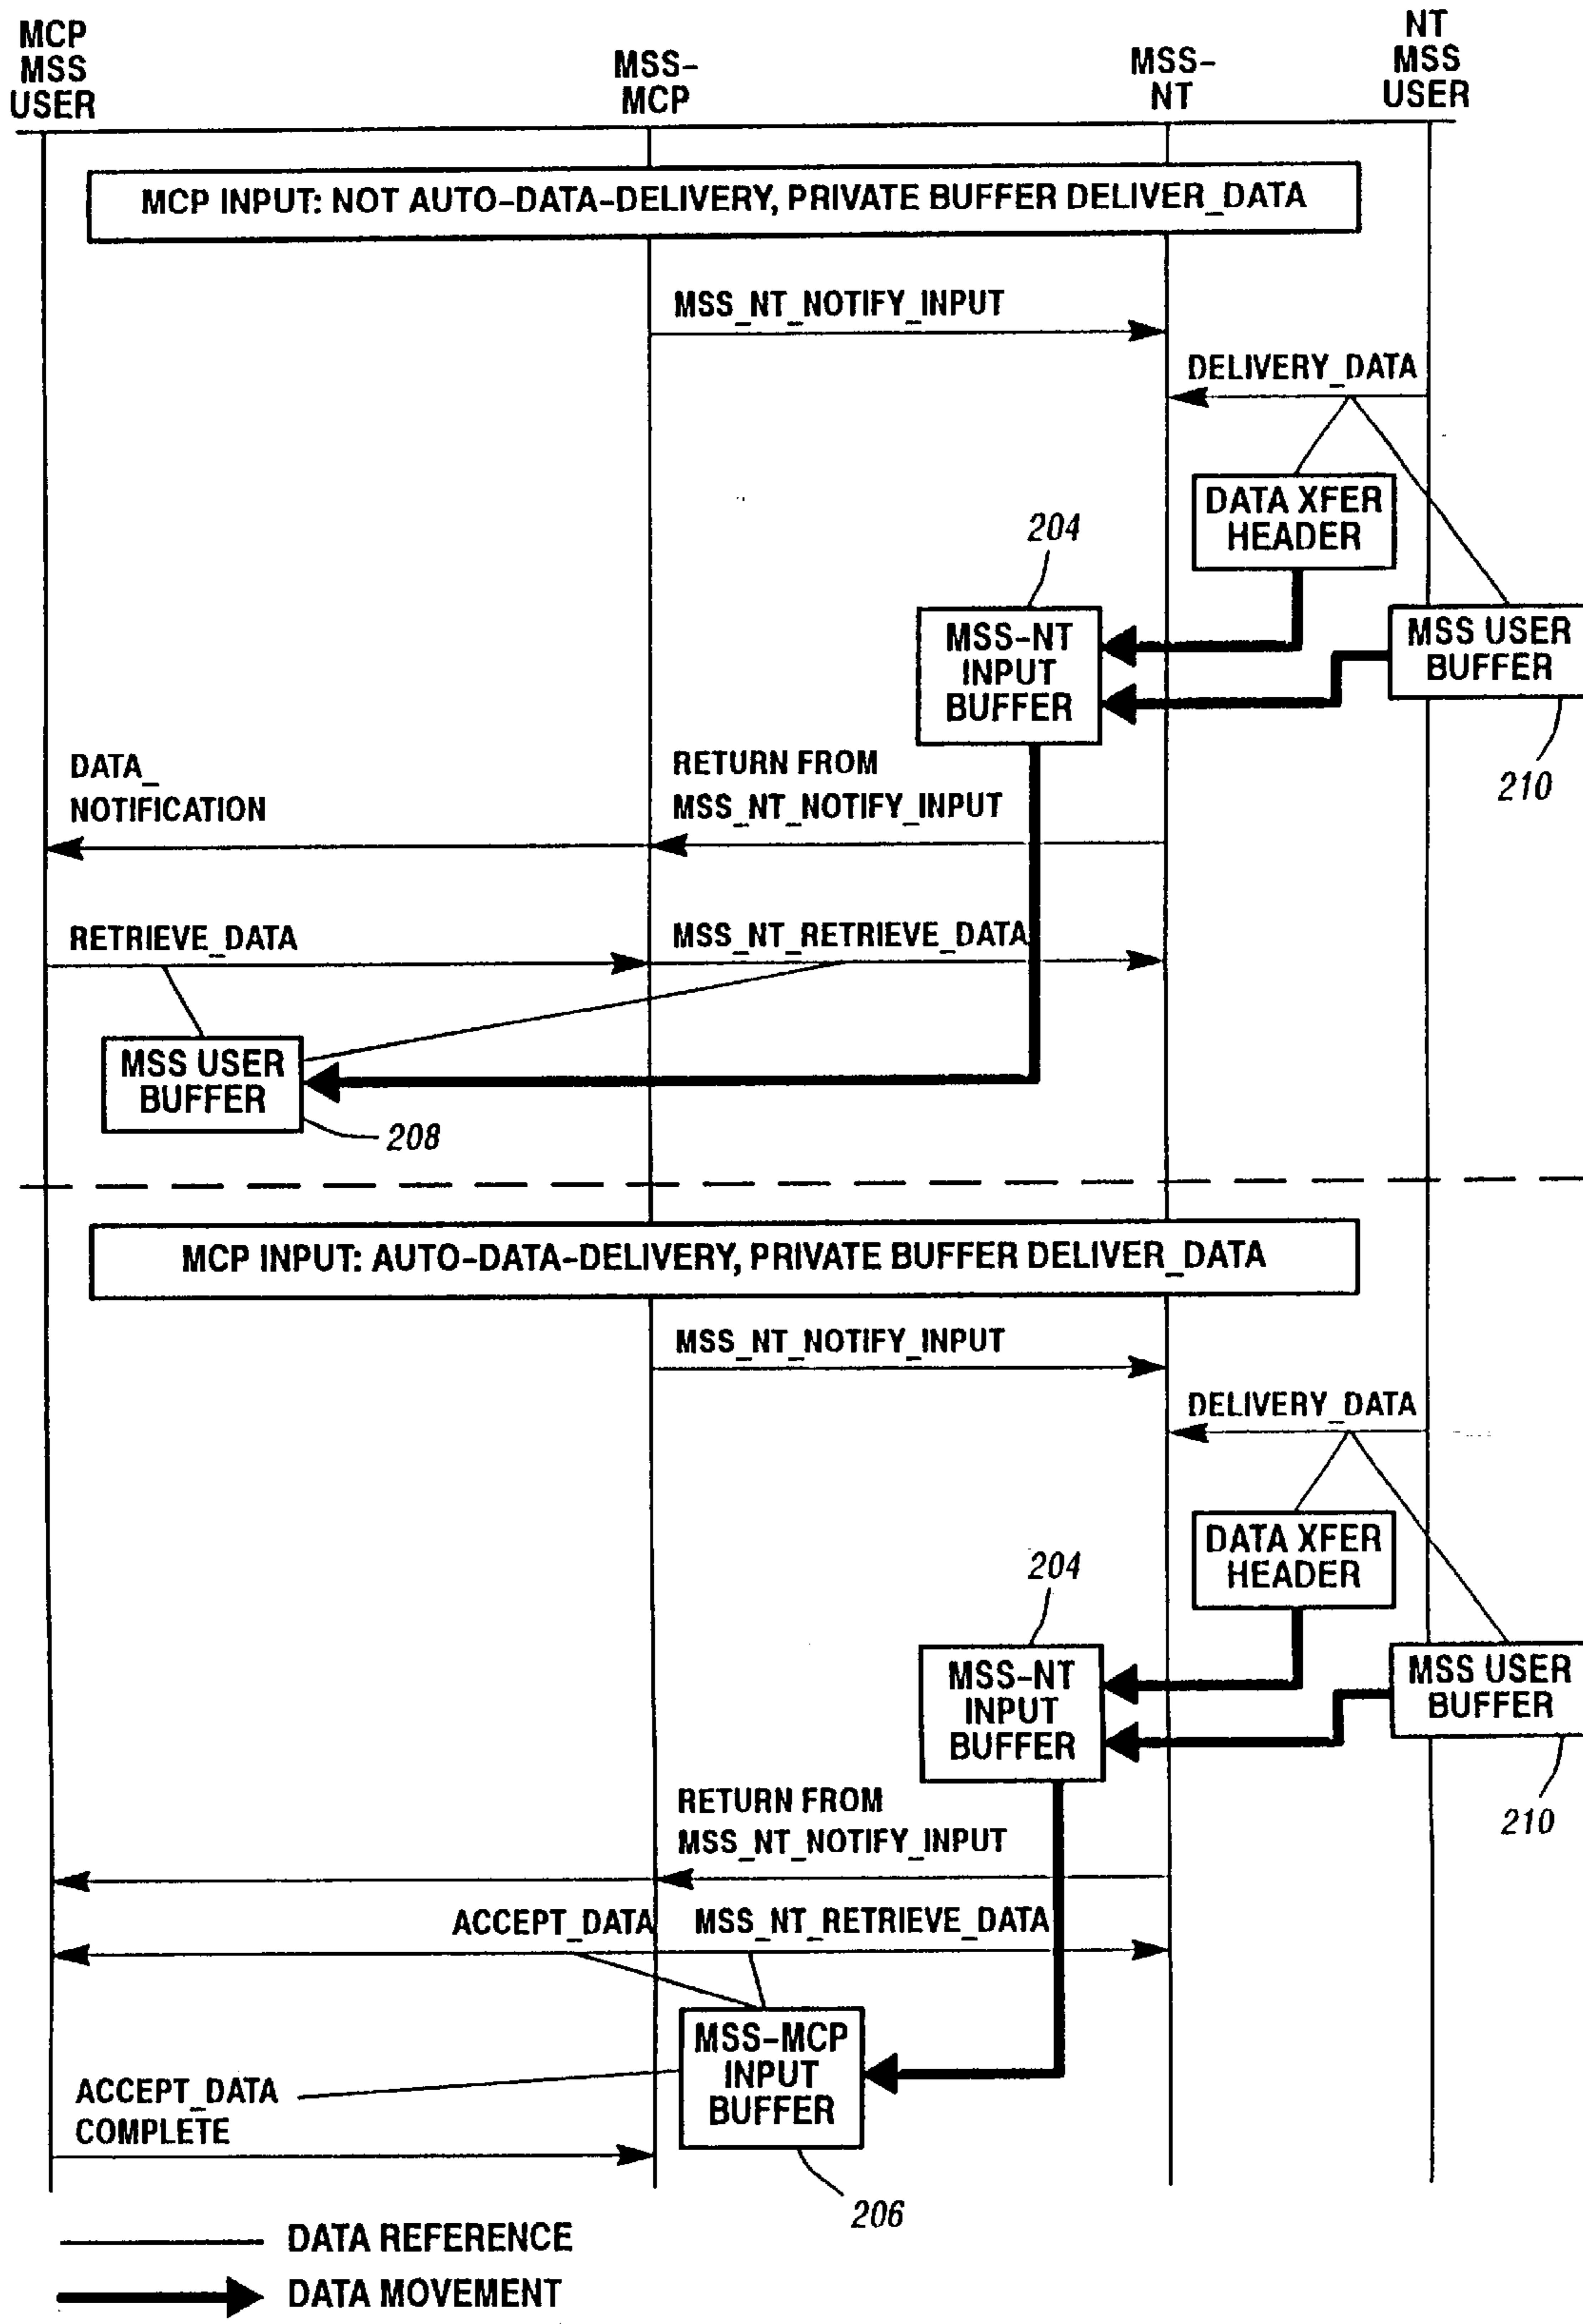 MCP
MSS
USER
MSS-
MCP
MSS-
NT
NT
MSS
USER
MCP INPUT: NOT AUTO-DATA-DELIVERY, PRIVATE BUFFER DELIVER_DATA
MSS_NT_NOTIFY_INPUT
DELIVERY_DATA
DATA XFER
HEADER
204
MSS-NT
INPUT
BUFFER
MSS USER
BUFFER
210
DATA_
NOTIFICATION
RETURN FROM
MSS_NT_NOTIFY_INPUT
RETRIEVE_DATA
MSS_NT_RETRIEVE_DATA
MSS USER
BUFFER
208
MCP INPUT: AUTO-DATA-DELIVERY, PRIVATE BUFFER DELIVER_DATA
MSS_NT_NOTIFY_INPUT
DELIVERY_DATA
DATA XFER
HEADER
204
MSS-NT
INPUT
BUFFER
MSS USER
BUFFER
210
RETURN FROM
MSS_NT_NOTIFY_INPUT
ACCEPT_DATA
MSS_NT_RETRIEVE_DATA
MSS-MCP
INPUT
BUFFER
ACCEPT_DATA
COMPLETE
206
DATA REFERENCE
DATA MOVEMENT